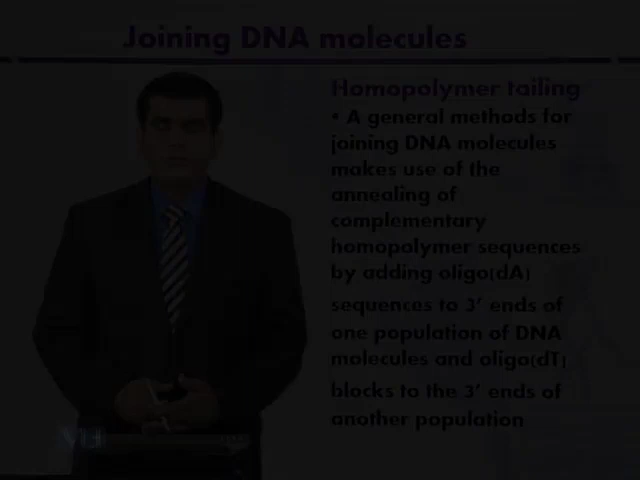 Joining DNA molecules
Homopolymer tailing
• A general methods for
joining DNA molecules
makes use of the
annealing of
complementary
homopolymer sequences
by adding oligo(dA)
sequences to 3' ends of
one population of DNA
molecules and oligo(dT)
blocks to the 3' ends of
another population